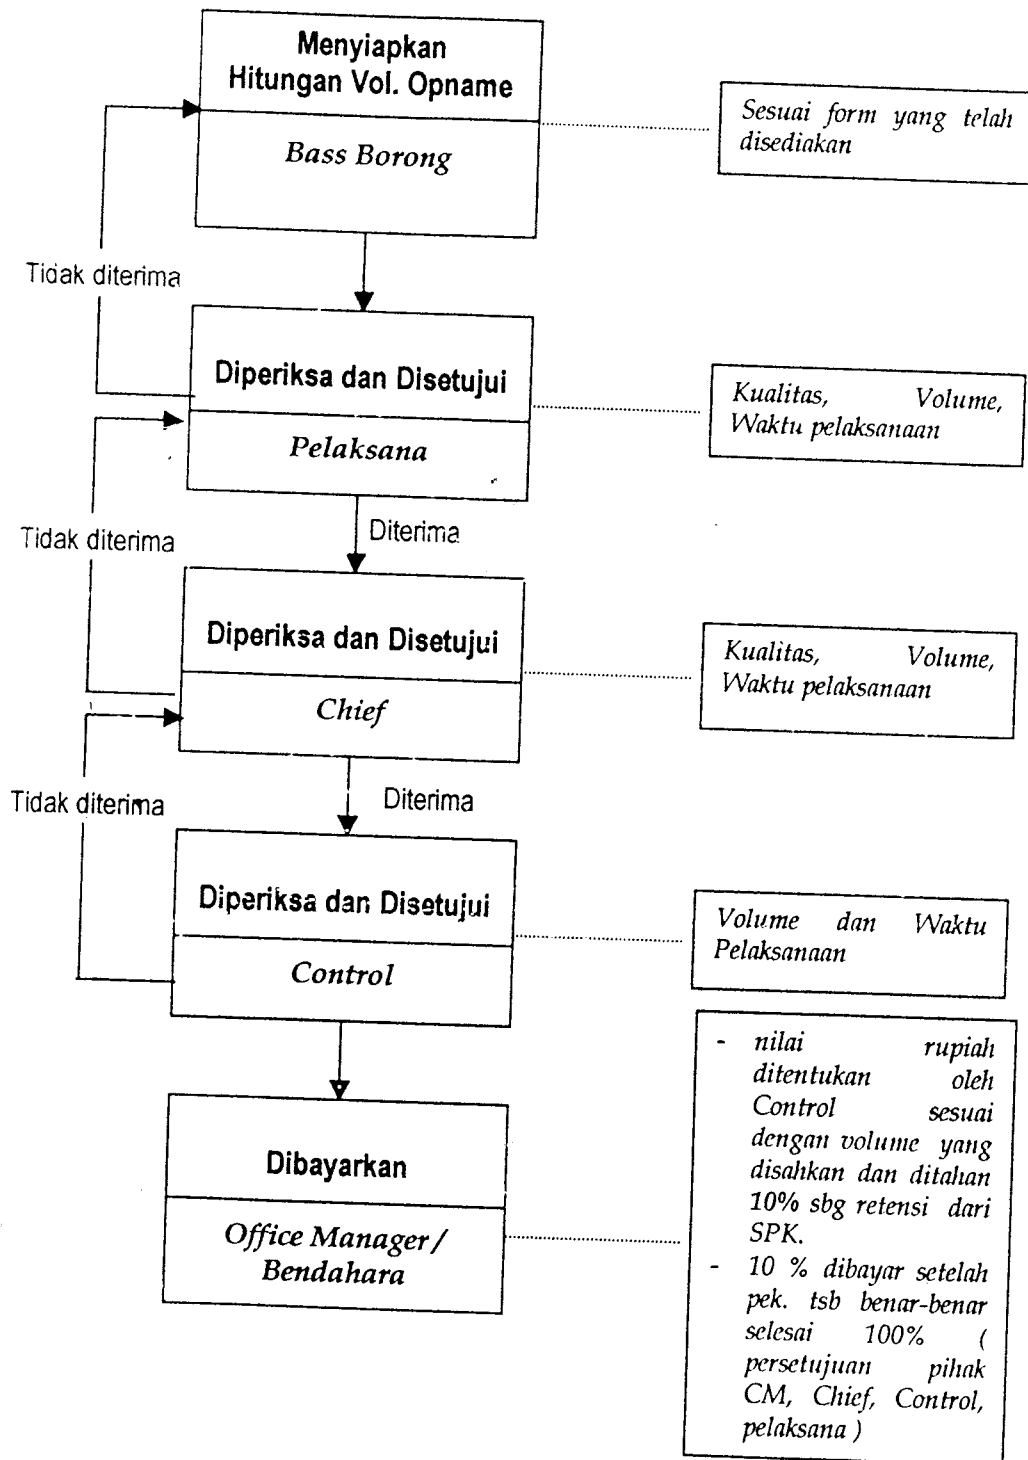 Menyiapkan
Hitungan Vol. Opname
Bass Borong
Sesuai form yang telah
disediakan
Tidak diterima
Diperiksa dan Disetujui
Pelaksana
Kualitas, Volume,
Waktu pelaksanaan
Tidak diterima
Diterima
Diperiksa dan Disetujui
Chief
Kualitas, Volume,
Waktu pelaksanaan
Tidak diterima
Diterima
Diperiksa dan Disetujui
Control
Volume dan Waktu
Pelaksanaan
Dibayarkan
Office Manager/
Bendahara
- nilai rupiah
ditentukan oleh
Control sesuai
dengan volume yang
disahkan dan ditahan
10% sbg retensi dari
SPK.
- 10 % dibayar setelah
pek. tsb benar-benar
selesai 100% (
persetujuan pihak
CM, Chief, Control,
pelaksana )